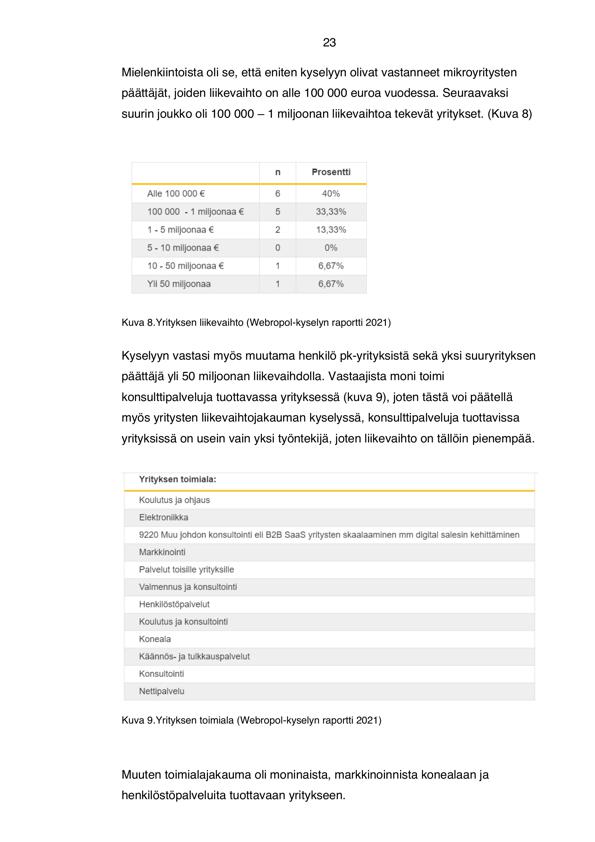 23
Mielenkiintoista oli se, että eniten kyselyyn olivat vastanneet mikroyritysten
päättäjät, joiden liikevaihto on alle 100 000 euroa vuodessa. Seuraavaksi
suurin joukko oli 100 000 – 1 miljoonan liikevaihtoa tekevät yritykset. (Kuva 8)
n Prosentti
Alle 100 000 € 6 40%
100 000 - 1 miljoonaa € 5 33,33%
1 - 5 miljoonaa € 2 13,33%
5 - 10 miljoonaa € 0 0%
10 - 50 miljoonaa € 1 6,67%
Yli 50 miljoonaa 1 6,67%
Kuva 8.Yrityksen liikevaihto (Webropol-kyselyn raportti 2021)
Kyselyyn vastasi myös muutama henkilö pk-yrityksistä sekä yksi suuryrityksen
päättäjä yli 50 miljoonan liikevaihdolla. Vastaajista moni toimi
konsulttipalveluja tuottavassa yrityksessä (kuva 9), joten tästä voi päätellä
myös yritysten liikevaihtojakauman kyselyssä, konsulttipalveluja tuottavissa
yrityksissä on usein vain yksi työntekijä, joten liikevaihto on tällöin pienempää.
Yrityksen toimiala:
Koulutus ja ohjaus
Elektroniikka
9220 Muu johdon konsultointi eli B2B SaaS yritysten skaalaaminen mm digital salesin kehittäminen
Markkinointi
Palvelut toisille yrityksille
Valmennus ja konsultointi
Henkilöstöpalvelut
Koulutus ja konsultointi
Koneala
Käännös- ja tulkkauspalvelut
Konsultointi
Nettipalvelu
Kuva 9.Yrityksen toimiala (Webropol-kyselyn raportti 2021)
Muuten toimialajakauma oli moninaista, markkinoinnista konealaan ja
henkilöstöpalveluita tuottavaan yritykseen.